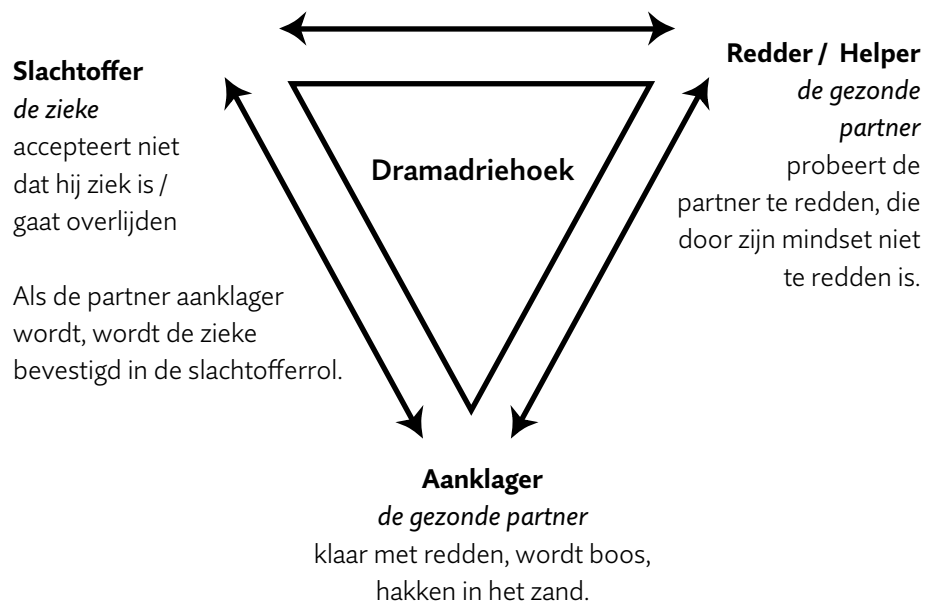 Slachtoffer
de zieke
accepteert niet
dat hij ziek is /
gaat overlijden
Als de partner aanklager
wordt, wordt de zieke
bevestigd in de slachtofferrol.
Dramadriehoek
Redder / Helper
de gezonde
partner
probeert de
partner te redden, die
door zijn mindset niet
te redden is.
Aanklager
de gezonde partner
klaar met redden, wordt boos,
hakken in het zand.